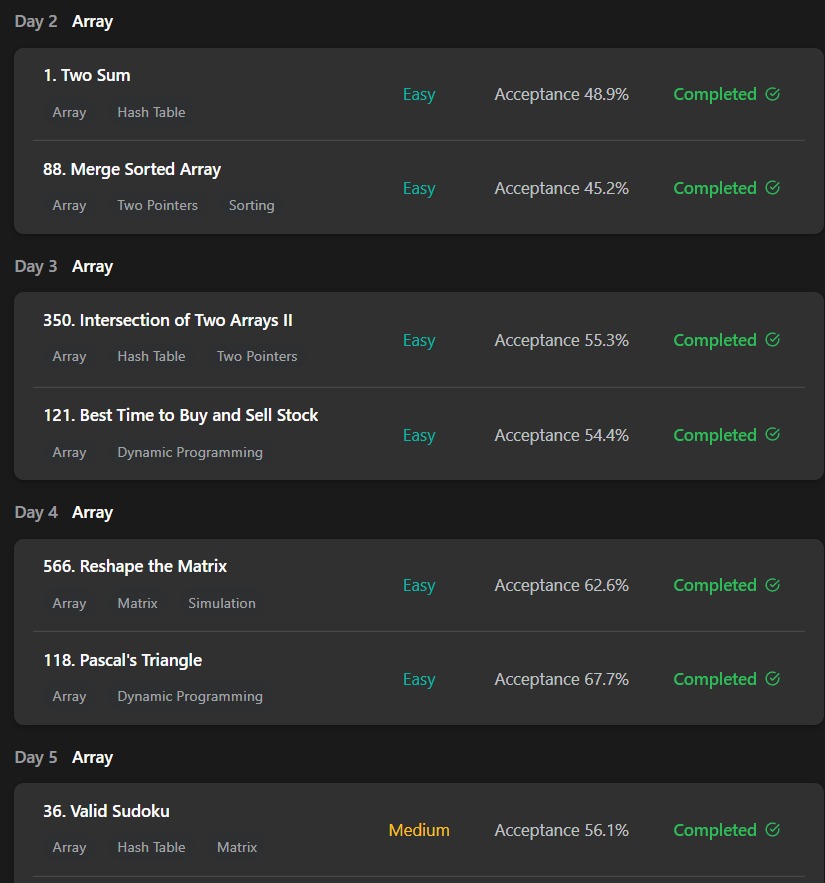 Day 2 Array
1. Two Sum
Array Hash Table
Easy
Acceptance 48.9%
Completed
88. Merge Sorted Array
Array Two Pointers Sorting
Easy
Acceptance 45.2%
Completed
Day 3 Array
350. Intersection of Two Arrays II
Array Hash Table Two Pointers
Easy
Acceptance 55.3%
Completed
121. Best Time to Buy and Sell Stock
Array Dynamic Programming
Easy
Acceptance 54.4%
Completed
Day 4 Array
566. Reshape the Matrix
Array Matrix Simulation
Easy
Acceptance 62.6%
Completed
118. Pascal's Triangle
Array Dynamic Programming
Easy
Acceptance 67.7%
Completed
Day 5 Array
36. Valid Sudoku
Array Hash Table Matrix
Medium
Acceptance 56.1%
Completed